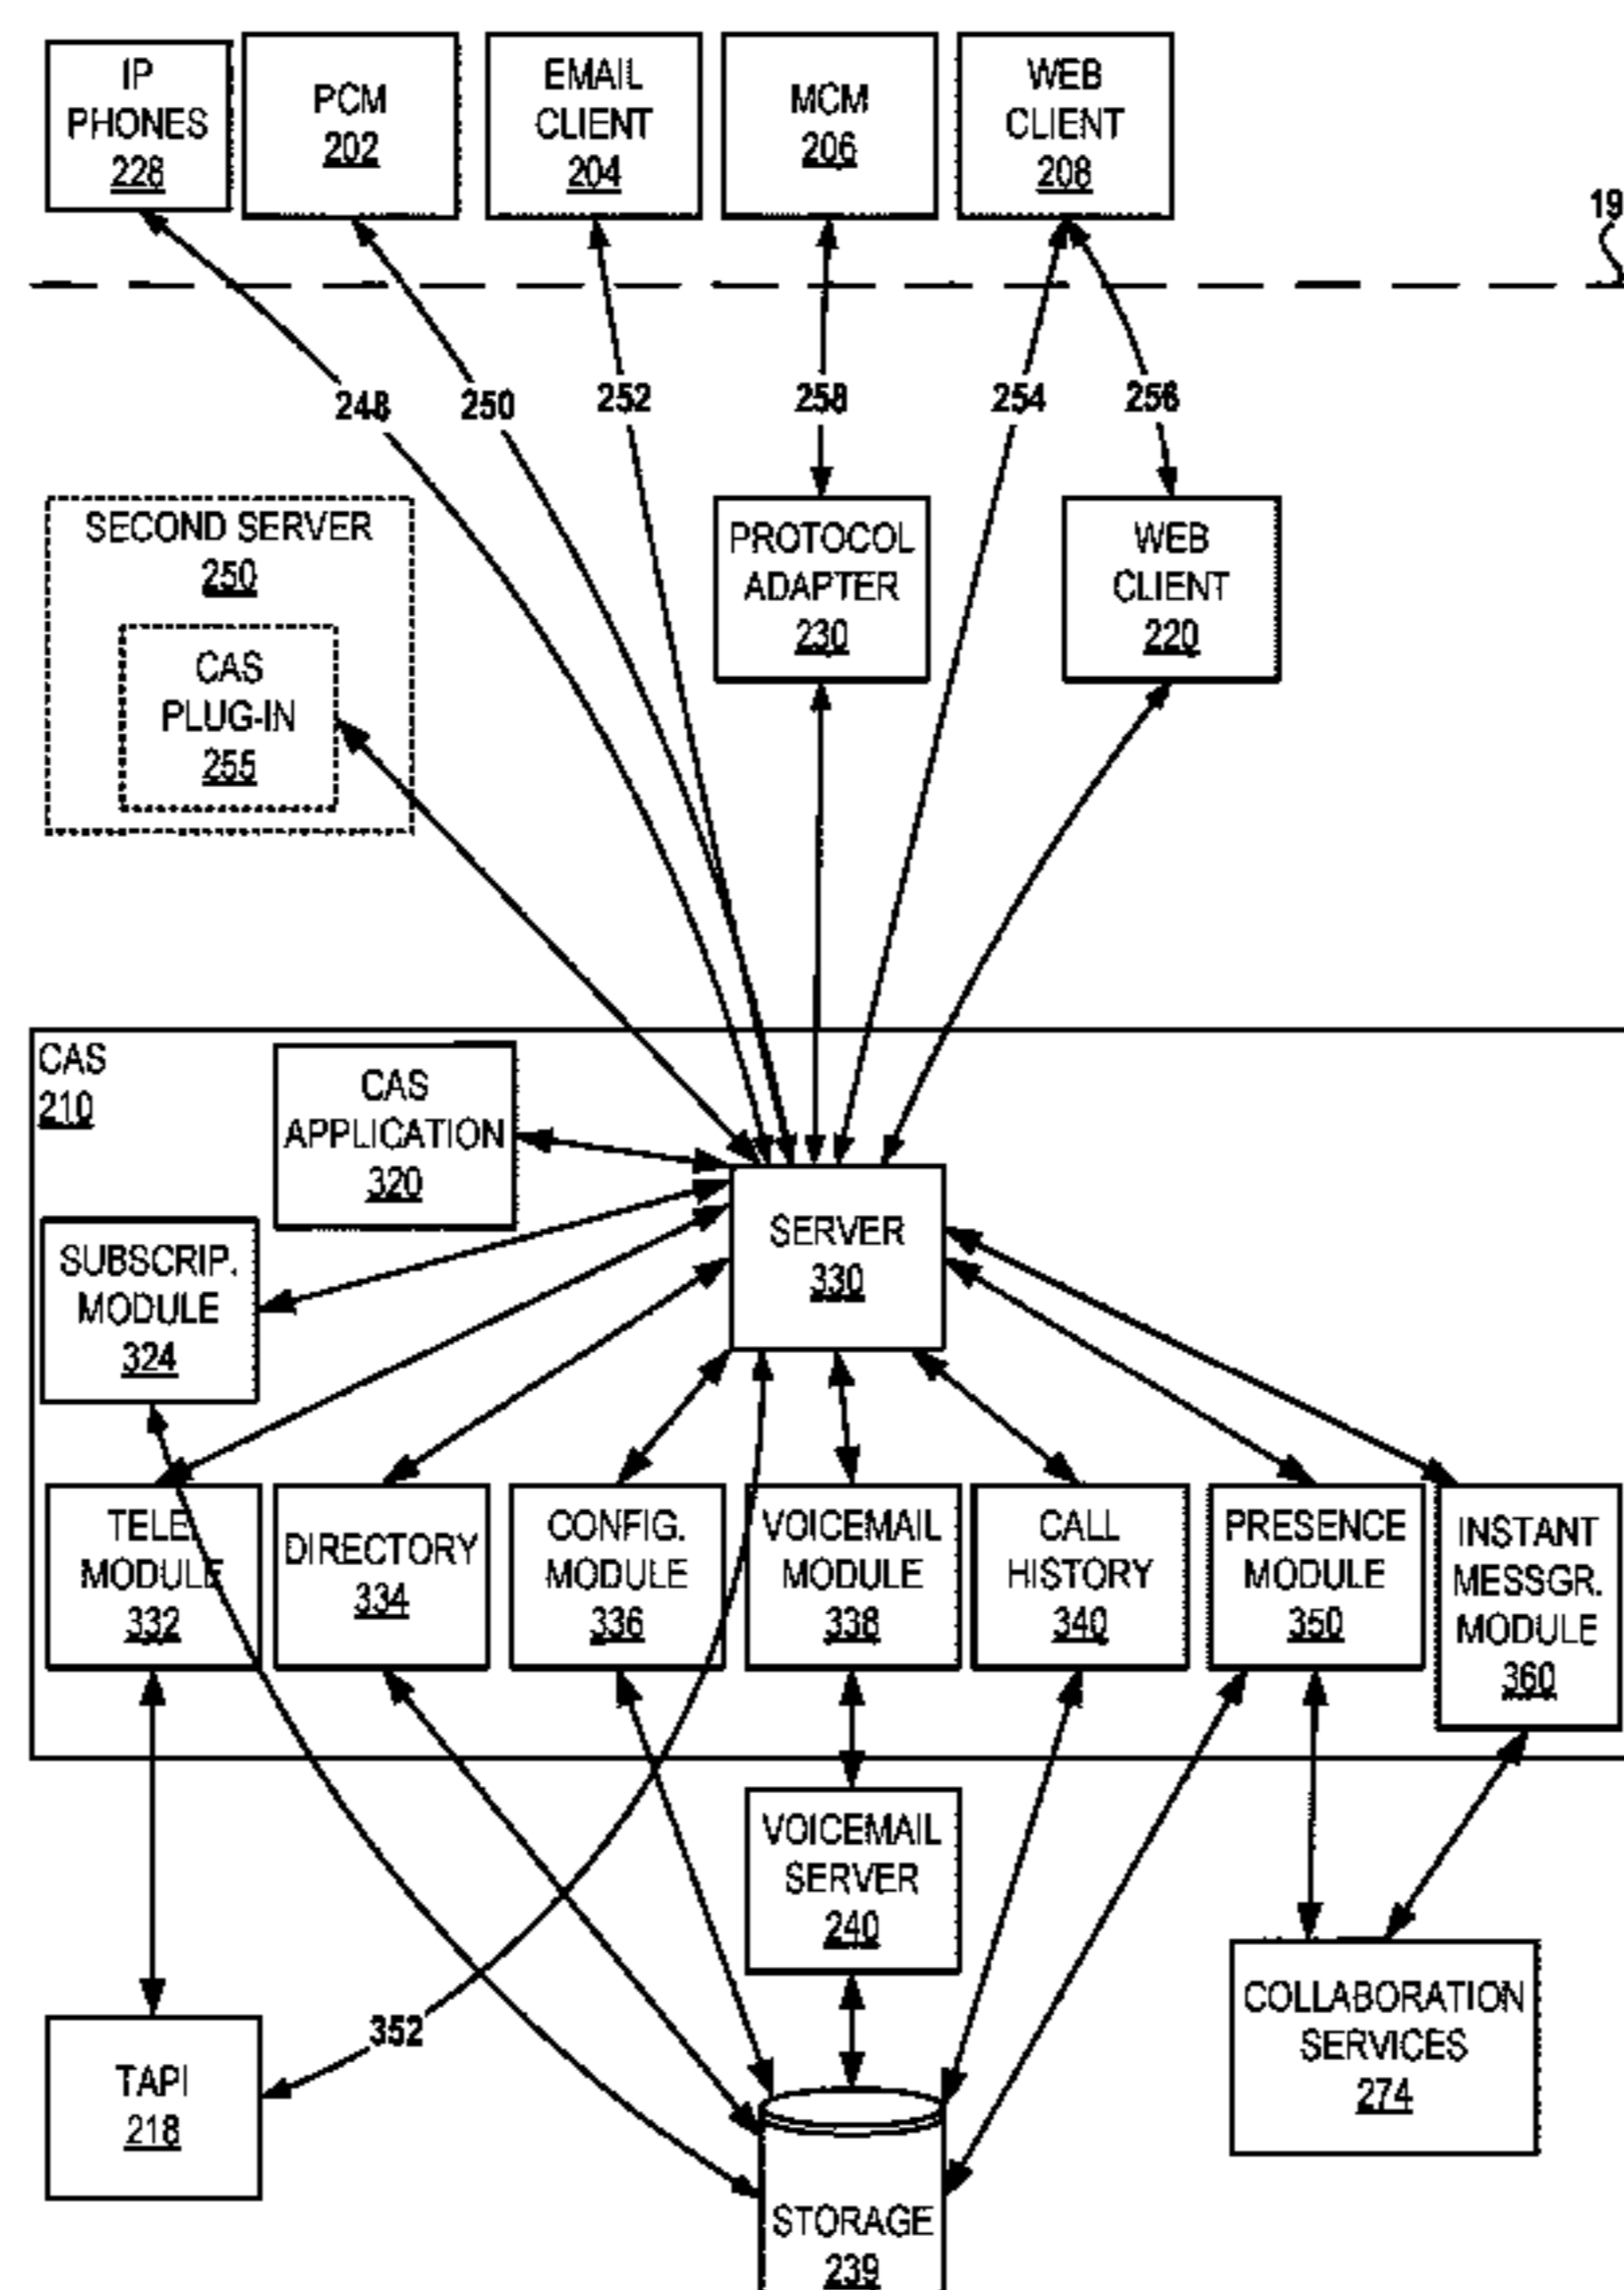 IP
PHONES
228
PCM
202
EMAIL
CLIENT
204
MCM
206
WEB
CLIENT
208
19
248
250
252
258
254
256
SECOND SERVER
250
CAS
PLUG-IN
255
PROTOCOL
ADAPTER
230
WEB
CLIENT
220
CAS
210
CAS
APPLICATION
320
SERVER
330
SUBSCRIP.
MODULE
324
TELE
MODULE
332
DIRECTORY
334
CONFIG.
MODULE
336
VOICEMAIL
MODULE
338
CALL
HISTORY
340
PRESENCE
MODULE
350
INSTANT
MESSGR.
MODULE
360
VOICEMAIL
SERVER
240
COLLABORATION
SERVICES
274
352
TAPI
218
STORAGE
239